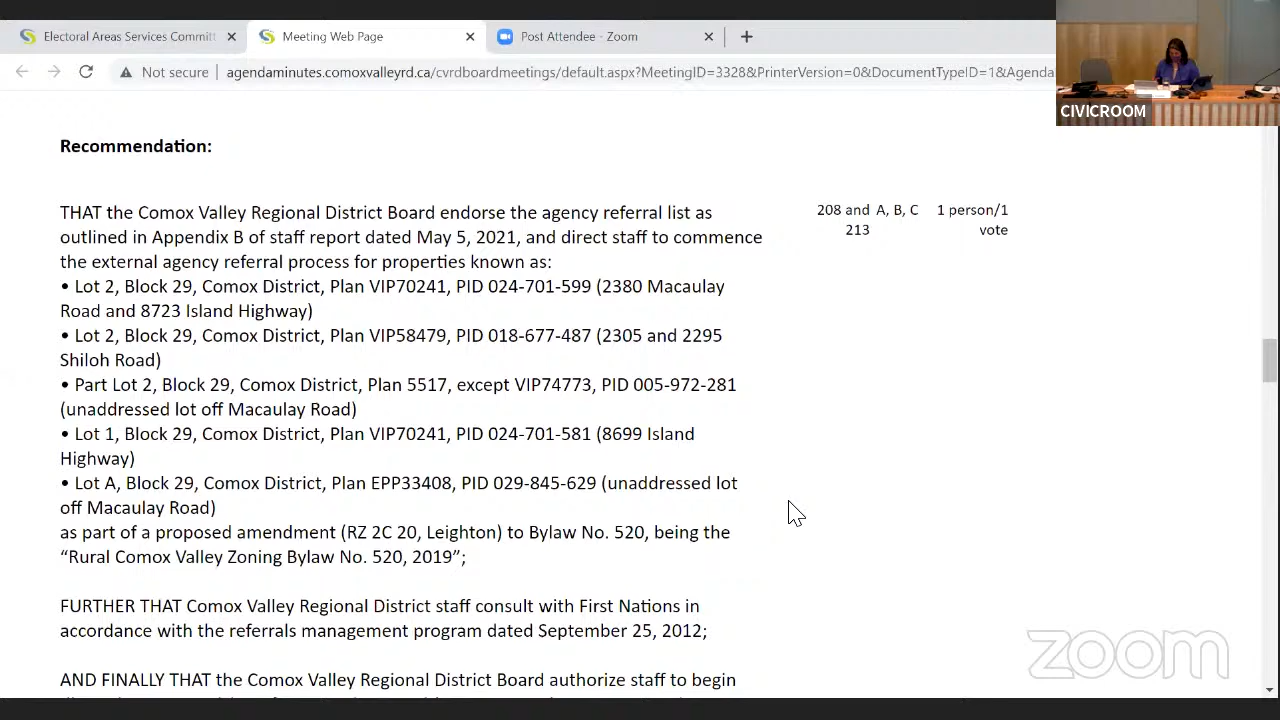 Electoral Areas Services Committ
Meeting Web Page
Post Attendee - Zoom
Not secure
agendaminutes.comoxvalleyrd.ca/cvrdboardmeetings/default.aspx?MeetingID=3328&PrinterVersion=0&DocumentTypeID=1&Agenda
CIVICROOM
Recommendation:
THAT the Comox Valley Regional District Board endorse the agency referral list as
outlined in Appendix B of staff report dated May 5, 2021, and direct staff to commence
the external agency referral process for properties known as:
• Lot 2, Block 29, Comox District, Plan VIP70241, PID 024-701-599 (2380 Macaulay
Road and 8723 Island Highway)
• Lot 2, Block 29, Comox District, Plan VIP58479, PID 018-677-487 (2305 and 2295
Shiloh Road)
• Part Lot 2, Block 29, Comox District, Plan 5517, except VIP74773, PID 005-972-281
(unaddressed lot off Macaulay Road)
• Lot 1, Block 29, Comox District, Plan VIP70241, PID 024-701-581 (8699 Island
Highway)
• Lot A, Block 29, Comox District, Plan EPP33408, PID 029-845-629 (unaddressed lot
off Macaulay Road)
as part of a proposed amendment (RZ 2C 20, Leighton) to Bylaw No. 520, being the
“Rural Comox Valley Zoning Bylaw No. 520, 2019”;
FURTHER THAT Comox Valley Regional District staff consult with First Nations in
accordance with the referrals management program dated September 25, 2012;
AND FINALLY THAT the Comox Valley Regional District Board authorize staff to begin
208 and A, B, C 1 person/1
213 vote
zoom